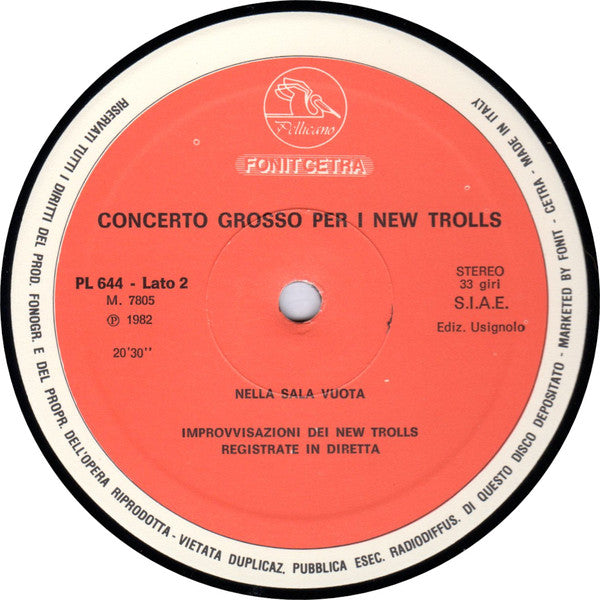 Pellicano
FONIT CETRA
CONCERTO GROSSO PER I NEW TROLLS
PL 644 - Lato 2
M. 7805
Ⓟ 1982
20'30''
STEREO
33 giri
S.I.A.E.
Ediz. Usignolo
NELLA SALA VUOTA
IMPROVVISAZIONI DEI NEW TROLLS
REGISTRATE IN DIRETTA
RISERVATI TUTTI I DIRITTI DEL PROD. FONOGR. E DEL PROPR. DELL'OPERA RIPRODOTTA - VIETATA DUPLICAZ. PUBBLICA ESEC. RADIODIFFUS. DI QUESTO DISCO DEPOSITATO - MARKETED BY FONIT - CETRA - MADE IN ITALY